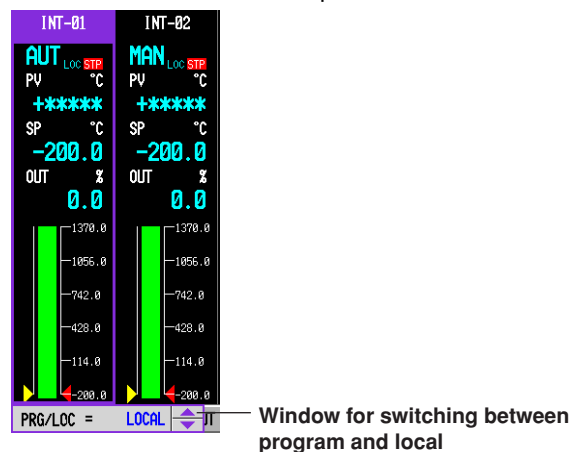 INT-01 INT-02
AUT LOC STP MAN LOC STP
PV °C PV °C
+***** +*****
SP °C SP °C
-200.0 -200.0
OUT % OUT %
0.0 0.0
1370.0 1370.0
1056.0 1056.0
742.0 742.0
428.0 428.0
114.0 114.0
-200.0 -200.0
PRG/LOC = LOCAL
Window for switching between
program and local